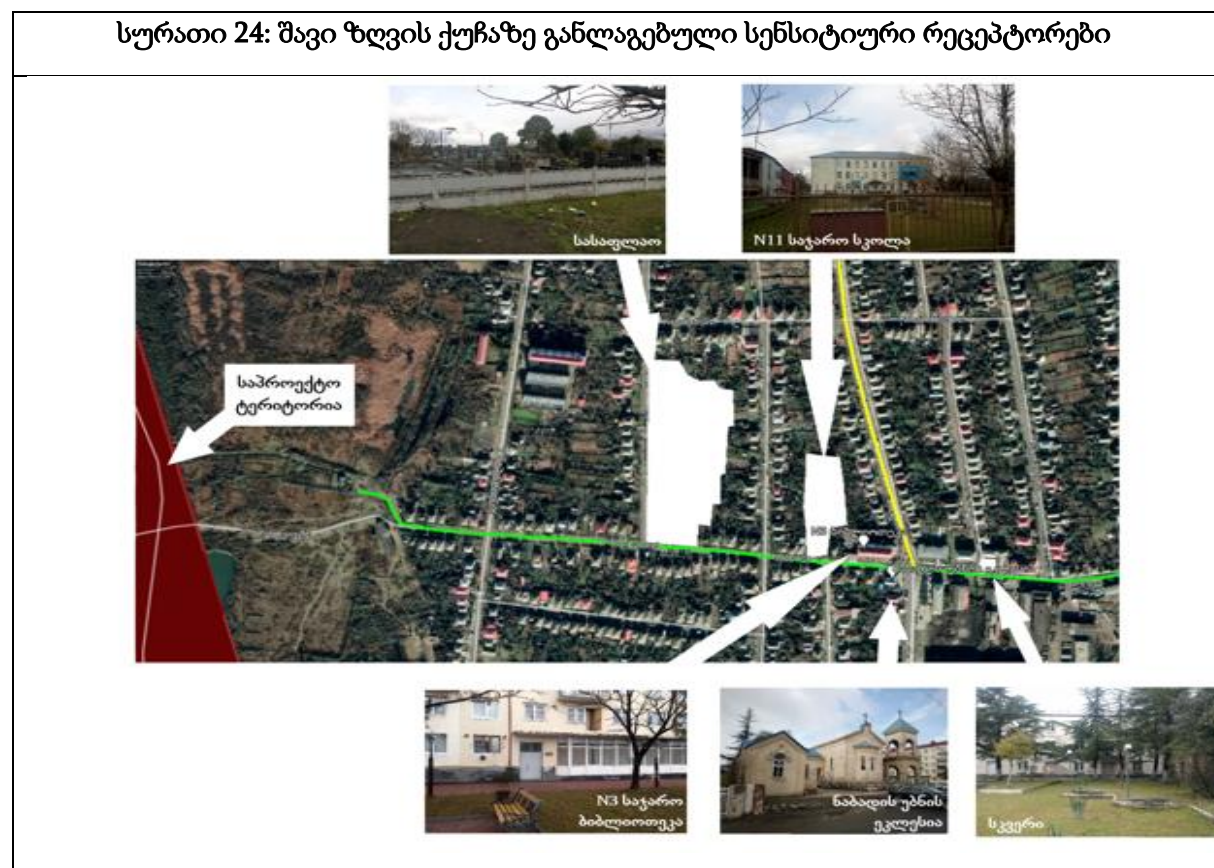 სურათი 24: შავი ზღვის ქუჩაზე განლაგებული სენსიტიური რეცეპტორები
სასაფლაო
N11 საჯარო სკოლა
საპროექტო
ტერიტორია
N3 საჯარო
ბიბლიოთეკა
ნაბადის უბნის
ეკლესია
სკვერი